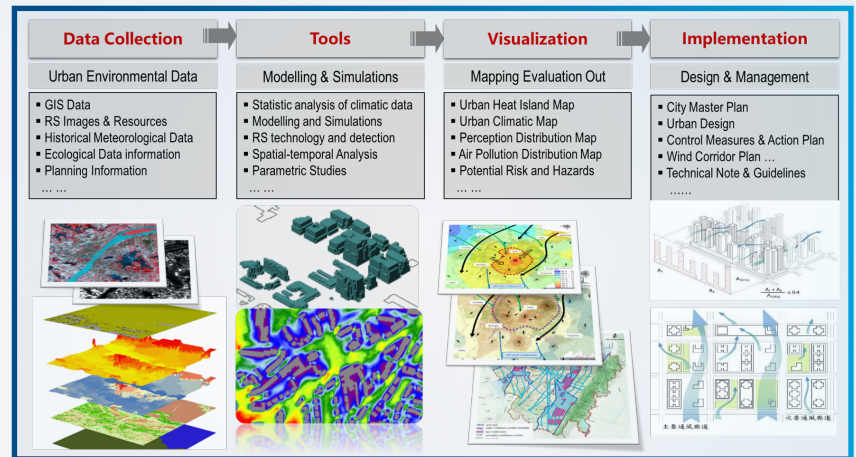 Data Collection
Tools
Visualization
Implementation
Urban Environmental Data
Modelling & Simulations
Mapping Evaluation Out
Design & Management
▪ GIS Data
▪ RS Images & Resources
▪ Historical Meteorological Data
▪ Ecological Data information
▪ Planning Information
… …
▪ Statistic analysis of climatic data
▪ Modelling and Simulations
▪ RS technology and detection
▪ Spatial-temporal Analysis
▪ Parametric Studies
… …
▪ Urban Heat Island Map
▪ Urban Climatic Map
▪ Perception Distribution Map
▪ Air Pollution Distribution Map
▪ Potential Risk and Hazards
… …
▪ City Master Plan
▪ Urban Design
▪ Control Measures & Action Plan
▪ Wind Corridor Plan …
▪ Technical Note & Guidelines
……
主要通風廊道
次要通風廊道